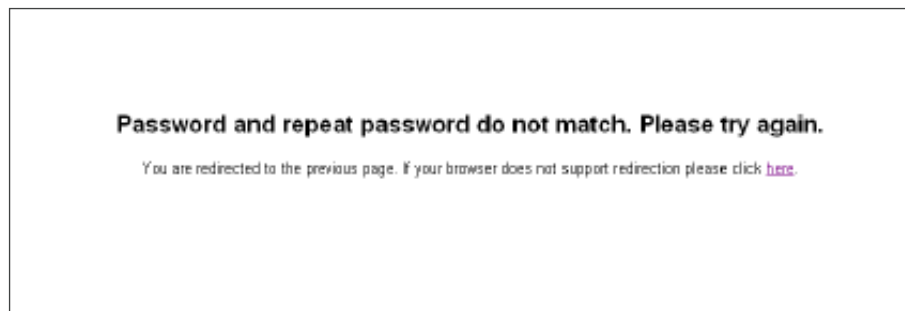 Password and repeat password do not match. Please try again.
You are redirected to the previous page. If your browser does not support redirection please click here.